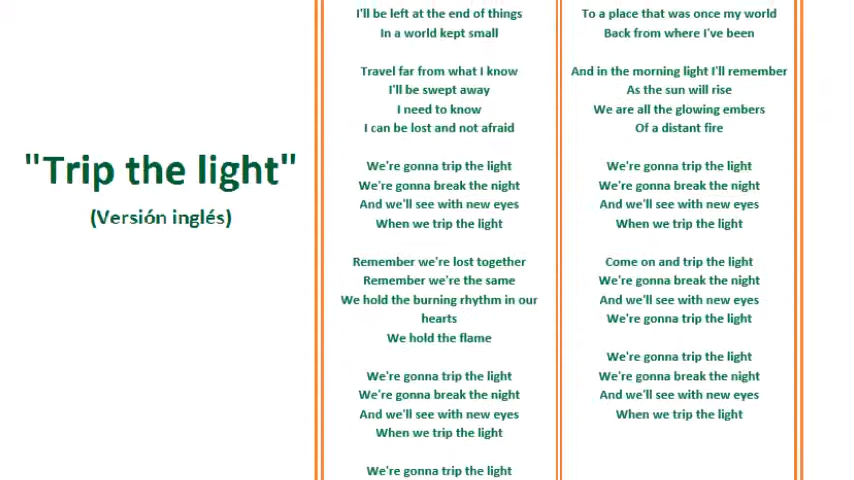 "Trip the light"
(Versión inglés)
I'll be left at the end of things
In a world kept small
Travel far from what I know
I'll be swept away
I need to know
I can be lost and not afraid
We're gonna trip the light
We're gonna break the night
And we'll see with new eyes
When we trip the light
Remember we're lost together
Remember we're the same
We hold the burning rhythm in our
hearts
We hold the flame
We're gonna trip the light
We're gonna break the night
And we'll see with new eyes
When we trip the light
We're gonna trip the light
To a place that was once my world
Back from where I've been
And in the morning light I'll remember
As the sun will rise
We are all the glowing embers
Of a distant fire
We're gonna trip the light
We're gonna break the night
And we'll see with new eyes
When we trip the light
Come on and trip the light
We're gonna break the night
And we'll see with new eyes
We're gonna trip the light
We're gonna trip the light
We're gonna break the night
And we'll see with new eyes
When we trip the light